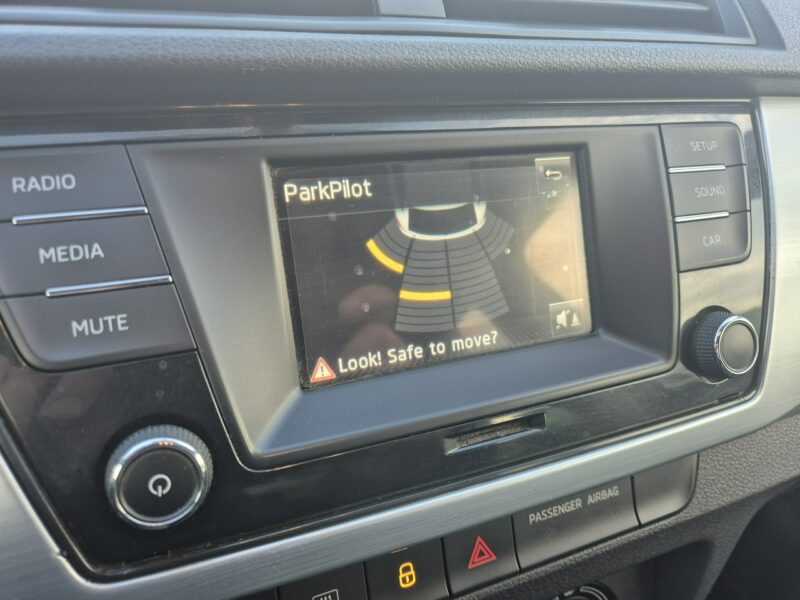 RADIO
MEDIA
MUTE
ParkPilot
Look! Safe to move?
SETUP
SOUND
CAR
PASSENGER AIRBAG